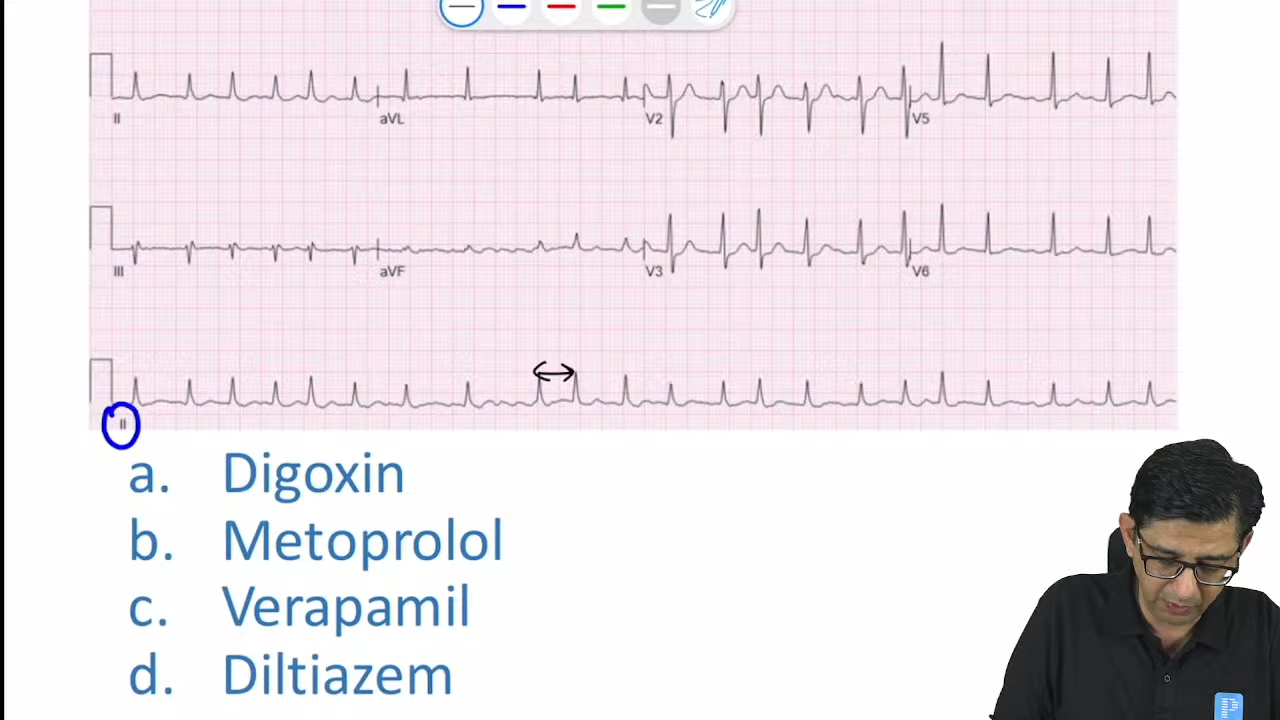 II aVL V2 V5
III aVF V3 V6
II
a. Digoxin
b. Metoprolol
c. Verapamil
d. Diltiazem
P